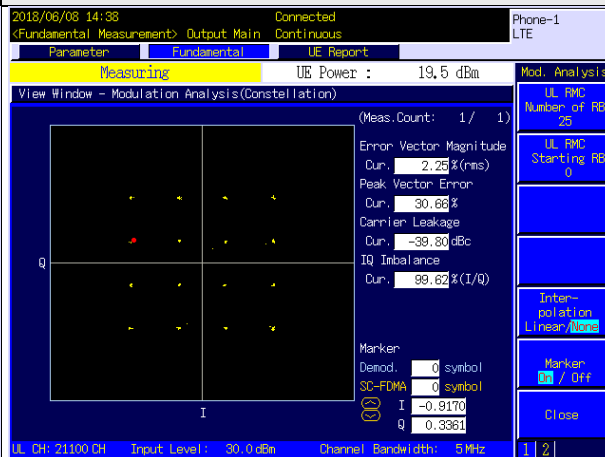 2018/06/08 14:38 Connected Phone-1
<Fundamental Measurement> Output Main Continuous LTE
Parameter Fundamental UE Report
Measuring UE Power : 19.5 dBm Mod. Analysis
View Window - Modulation Analysis(Constellation)
UL RMC
Number of RB
25
(Meas.Count: 1/ 1)
Error Vector Magnitude
Cur. 2.25 %(rms)
Peak Vector Error
Cur. 30.66 %
Carrier Leakage
Cur. -39.80 dBc
IQ Imbalance
Cur. 99.62 %(I/Q)
UL RMC
Starting RB
0
Q
I
Marker
Demod. 0 symbol
SC-FDMA 0 symbol
I -0.9170
Q 0.3361
Inter-
polation
Linear/None
Marker
On / Off
Close
UL CH: 21100 CH Input Level: 30.0 dBm Channel Bandwidth: 5 MHz 1 2